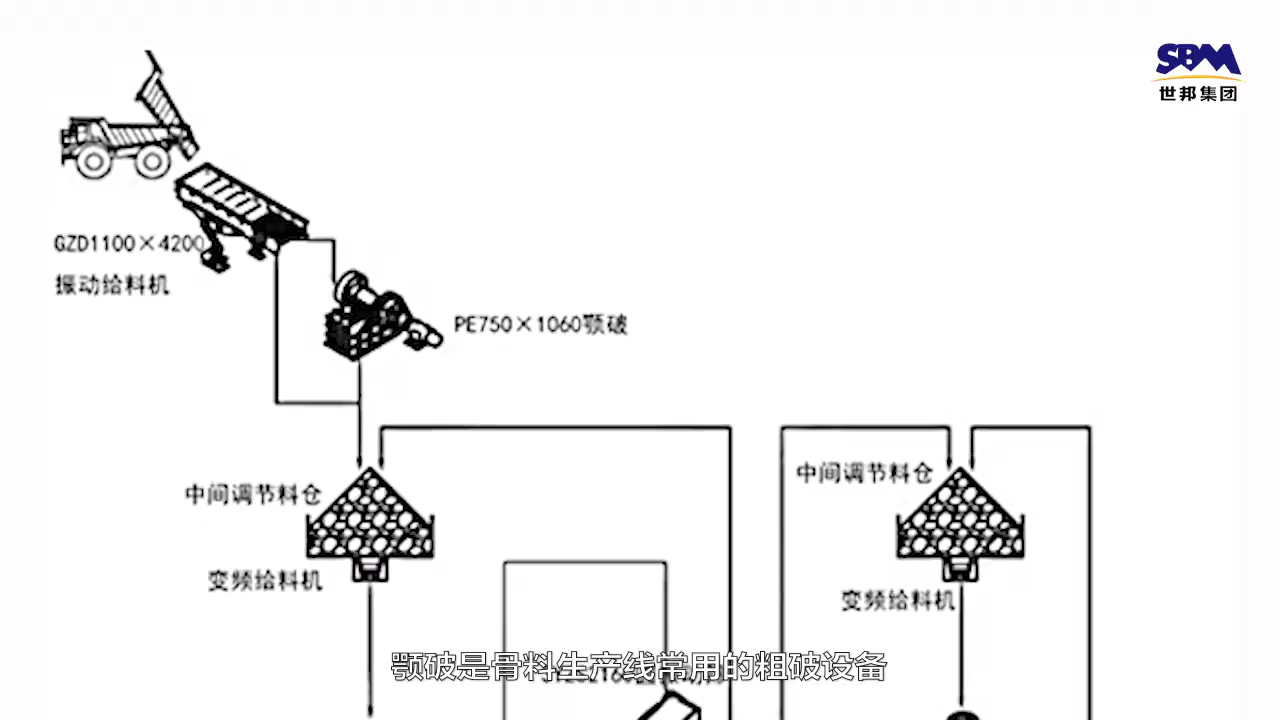 SBM
世邦集团
GZD1100×4200
振动给料机
PE750×1060颚破
中间调节料仓
变频给料机
中间调节料仓
变频给料机
颚破是骨料生产线常用的粗破设备